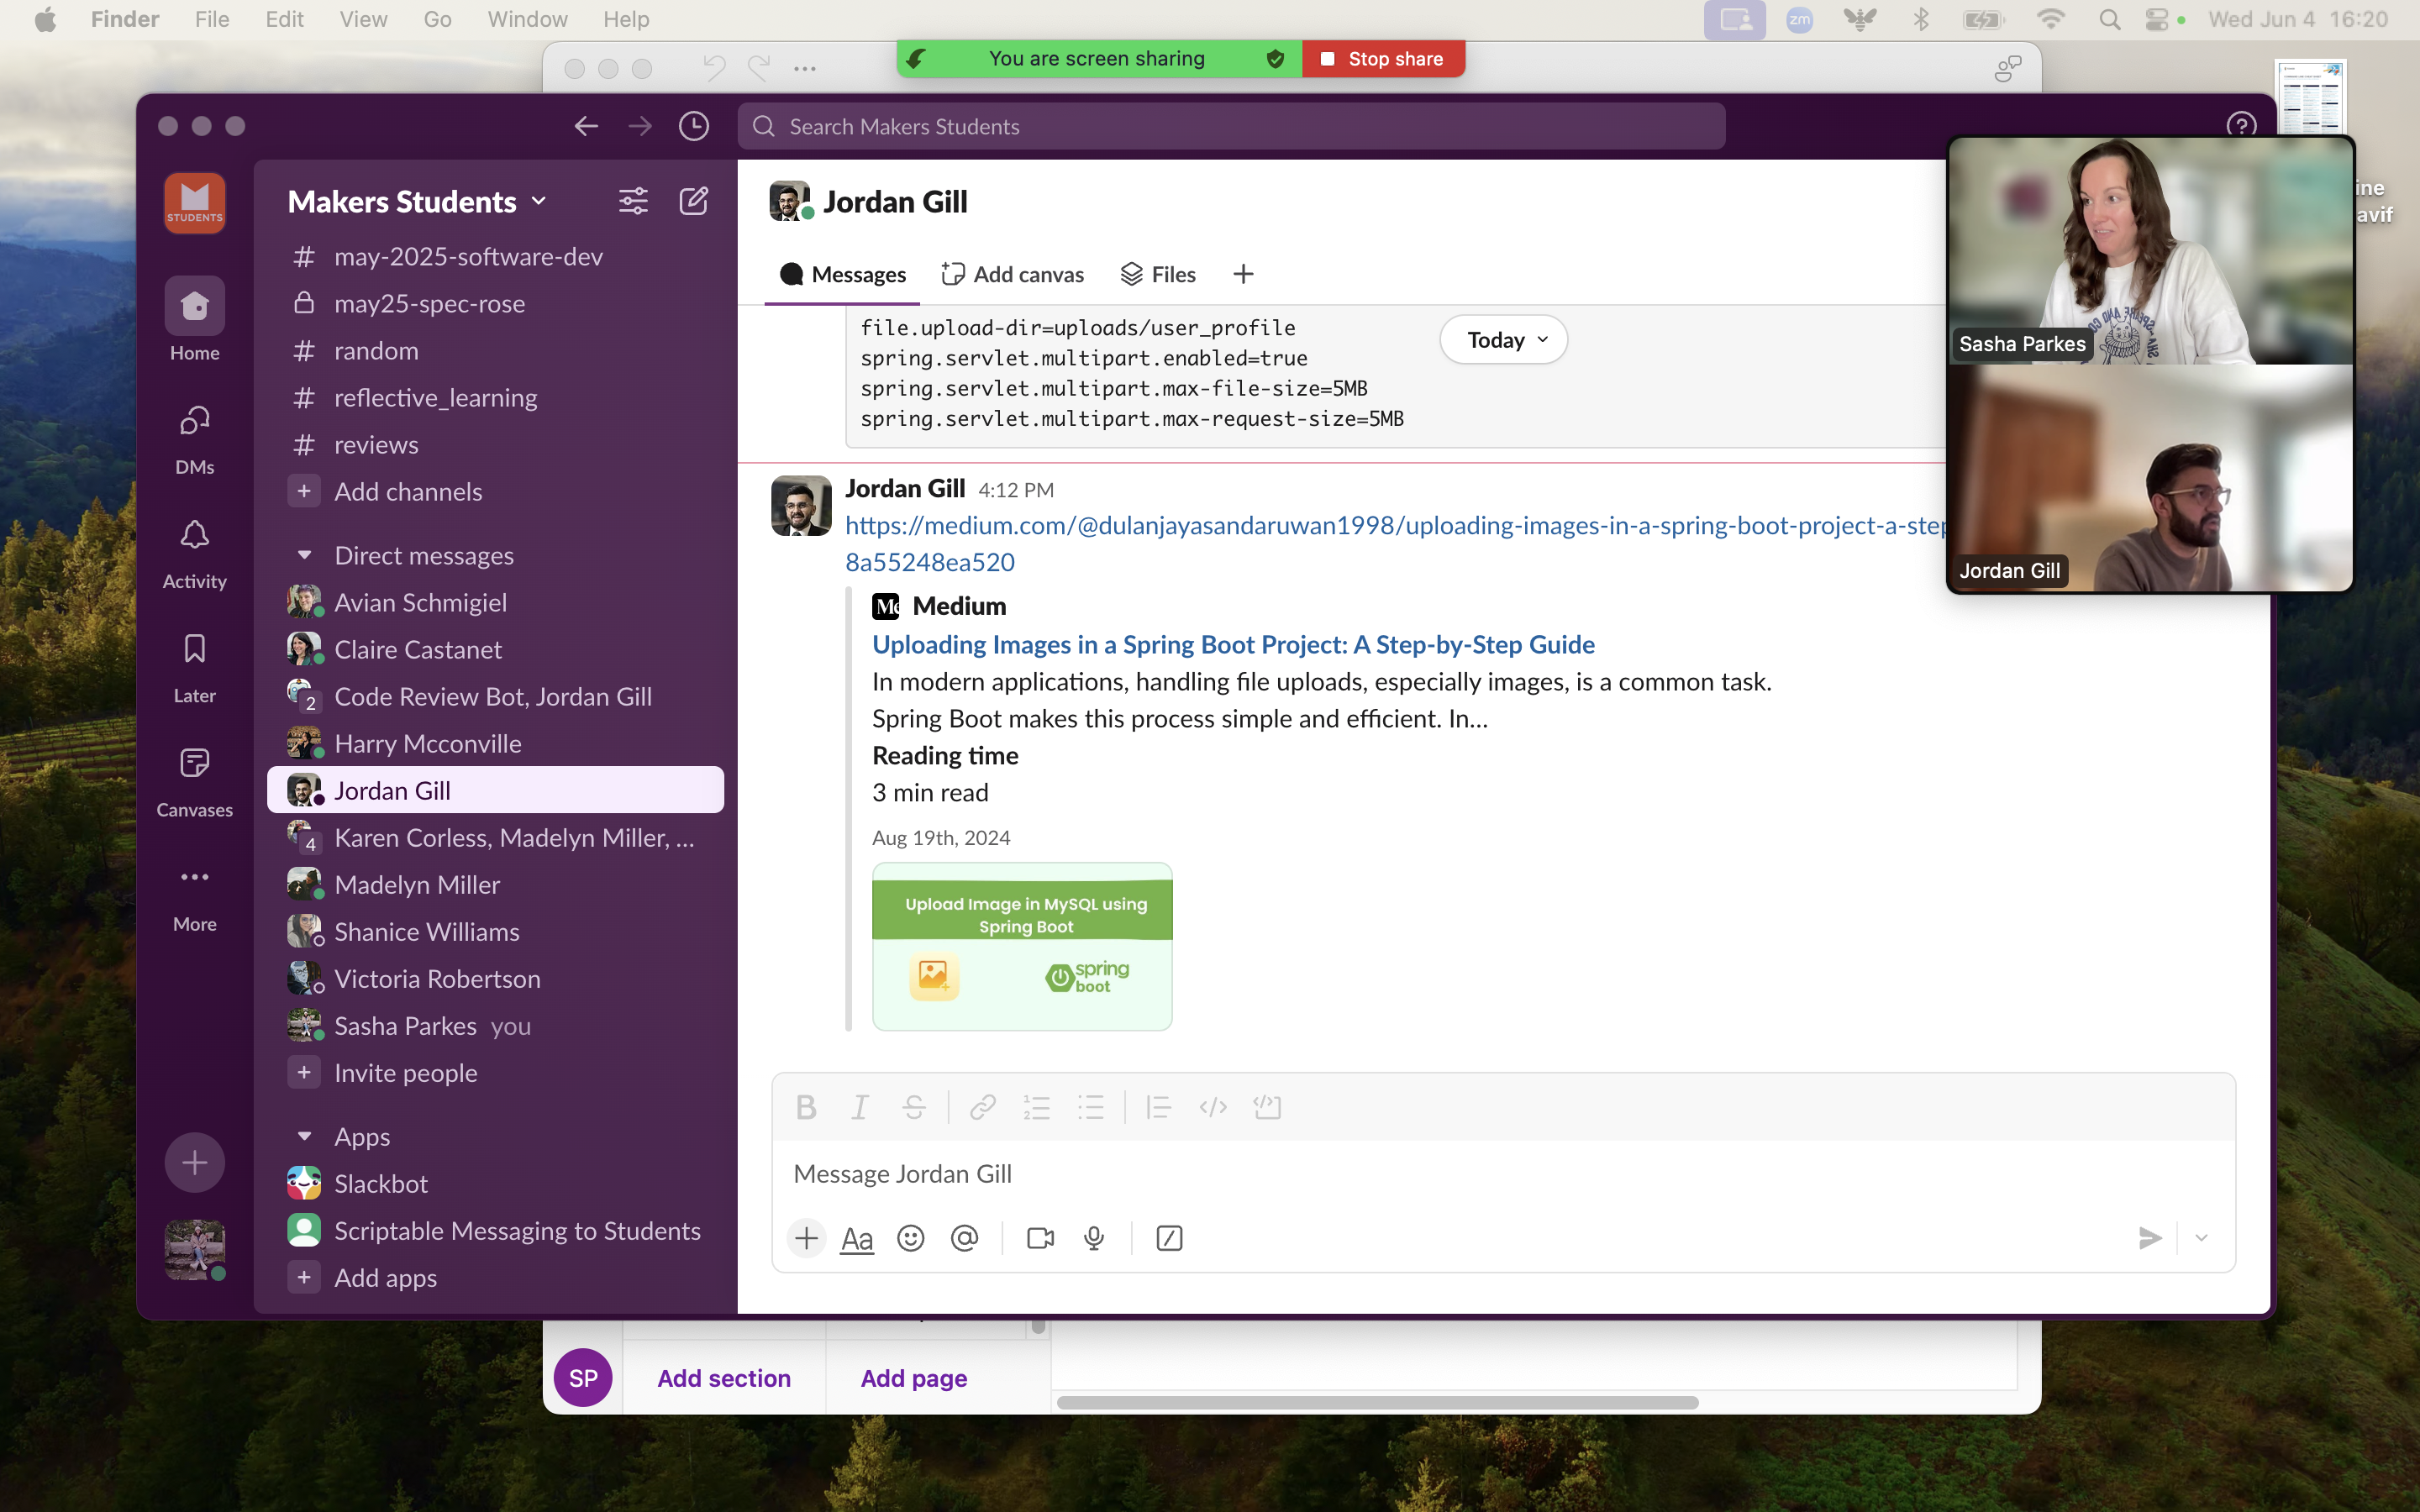 Finder File Edit View Go Window Help
zm
Wed Jun 4 16:20
You are screen sharing
Stop share
Search Makers Students
STUDENTS
Home
DMs
Activity
Later
Canvases
More
Makers Students
# may-2025-software-dev
may25-spec-rose
# random
# reflective_learning
# reviews
+ Add channels
Direct messages
Avian Schmigiel
Claire Castanet
2 Code Review Bot, Jordan Gill
Harry Mcconville
Jordan Gill
4 Karen Corless, Madelyn Miller, ...
Madelyn Miller
Shanice Williams
Victoria Robertson
Sasha Parkes you
+ Invite people
Apps
Slackbot
Scriptable Messaging to Students
+ Add apps
Jordan Gill
Messages Add canvas Files +
file.upload-dir=uploads/user_profile
Today
spring.servlet.multipart.enabled=true
spring.servlet.multipart.max-file-size=5MB
spring.servlet.multipart.max-request-size=5MB
Jordan Gill 4:12 PM
https://medium.com/@dulanjayasandaruwan1998/uploading-images-in-a-spring-boot-project-a-step
8a55248ea520
Medium
Uploading Images in a Spring Boot Project: A Step-by-Step Guide
In modern applications, handling file uploads, especially images, is a common task.
Spring Boot makes this process simple and efficient. In...
Reading time
3 min read
Aug 19th, 2024
Upload Image in MySQL using
Spring Boot
spring
boot
Message Jordan Gill
Aa
Sasha Parkes
Jordan Gill
ine
avif
SP
Add section
Add page